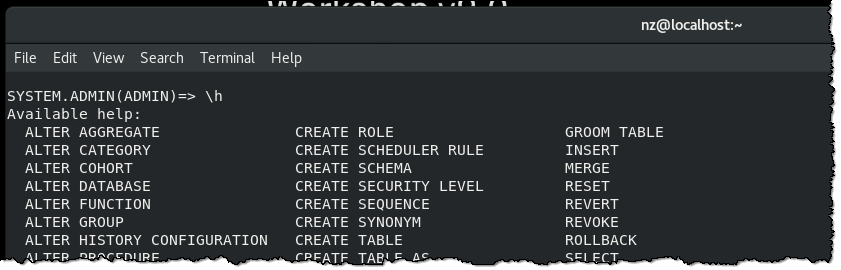 Workshop v9.0
nz@localhost:~
File Edit View Search Terminal Help
SYSTEM.ADMIN(ADMIN)=> \h
Available help:
ALTER AGGREGATE CREATE ROLE GROOM TABLE
ALTER CATEGORY CREATE SCHEDULER RULE INSERT
ALTER COHORT CREATE SCHEMA MERGE
ALTER DATABASE CREATE SECURITY LEVEL RESET
ALTER FUNCTION CREATE SEQUENCE REVERT
ALTER GROUP CREATE SYNONYM REVOKE
ALTER HISTORY CONFIGURATION CREATE TABLE ROLLBACK
ALTER PROCEDURE CREATE TABLE AS SELECT